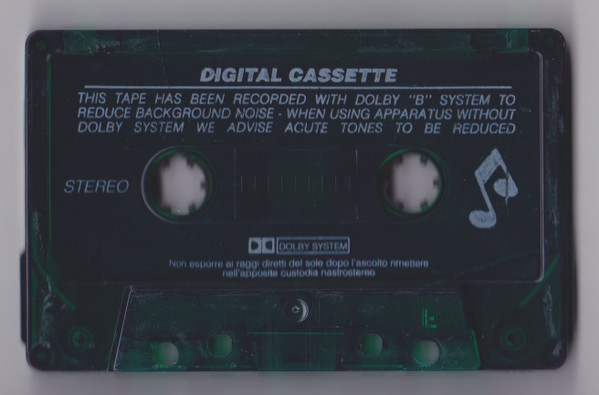 DIGITAL CASSETTE
THIS TAPE HAS BEEN RECORDED WITH DOLBY "B" SYSTEM TO
REDUCE BACKGROUND NOISE - WHEN USING APPARATUS WITHOUT
DOLBY SYSTEM WE ADVISE ACUTE TONES TO BE REDUCED
STEREO
DOLBY SYSTEM
Non esporre ai raggi diretti del sole dopo l'ascolto rimettere
nell'apposita custodia nastrostereo